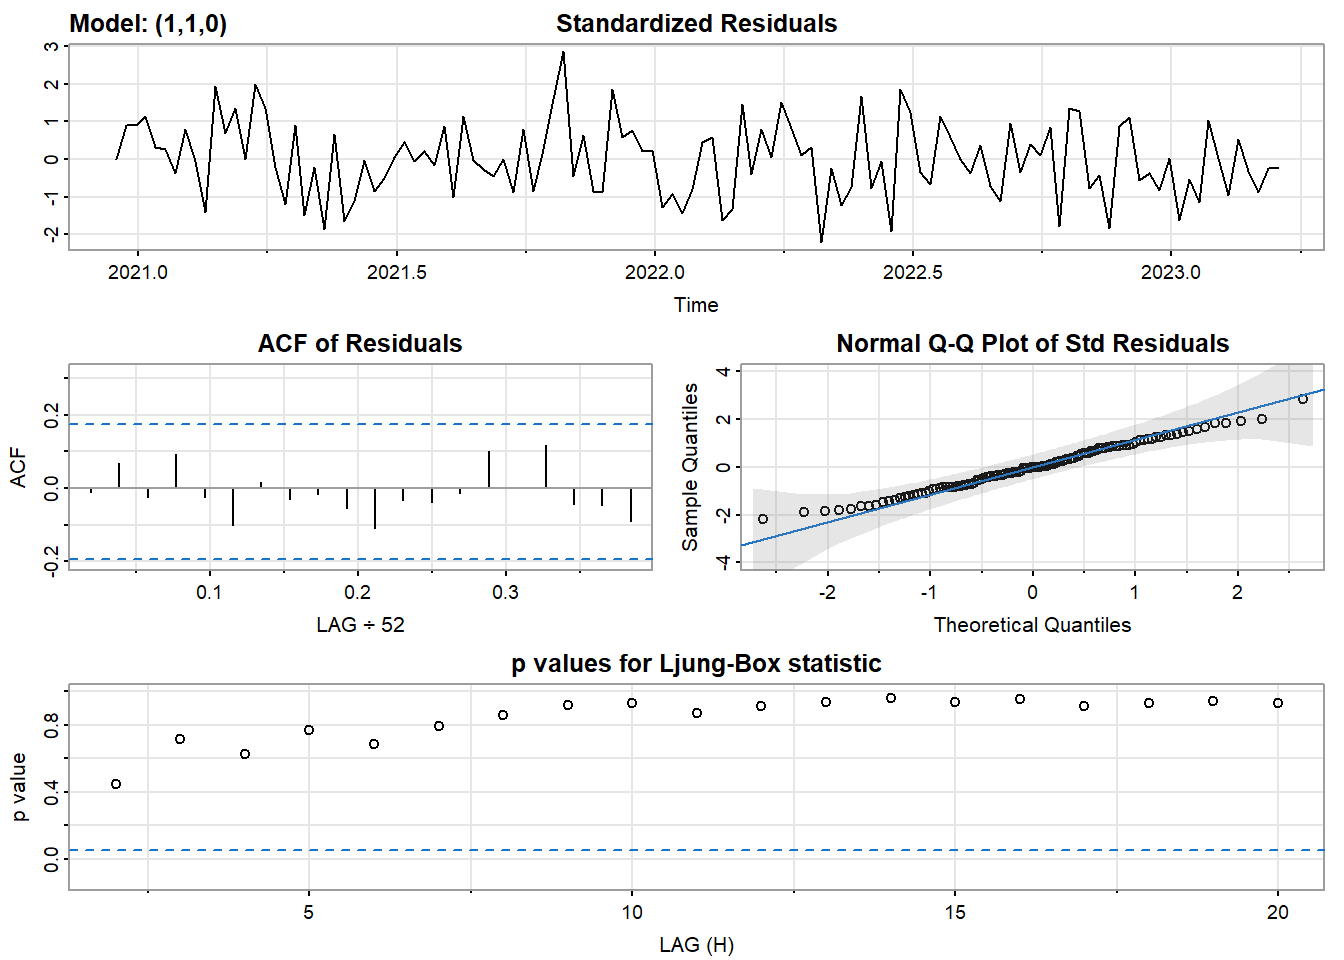 Model: (1,1,0) Standardized Residuals
3
2
1
0
-1
-2
2021.0 2021.5 2022.0 2022.5 2023.0
Time
ACF of Residuals
ACF
0.2
0.0
-0.2
0.1 0.2 0.3
LAG ÷ 52
Normal Q-Q Plot of Std Residuals
Sample Quantiles
4
2
0
-2
-4
-2 -1 0 1 2
Theoretical Quantiles
p values for Ljung-Box statistic
p value
0.8
0.4
0.0
5 10 15 20
LAG (H)